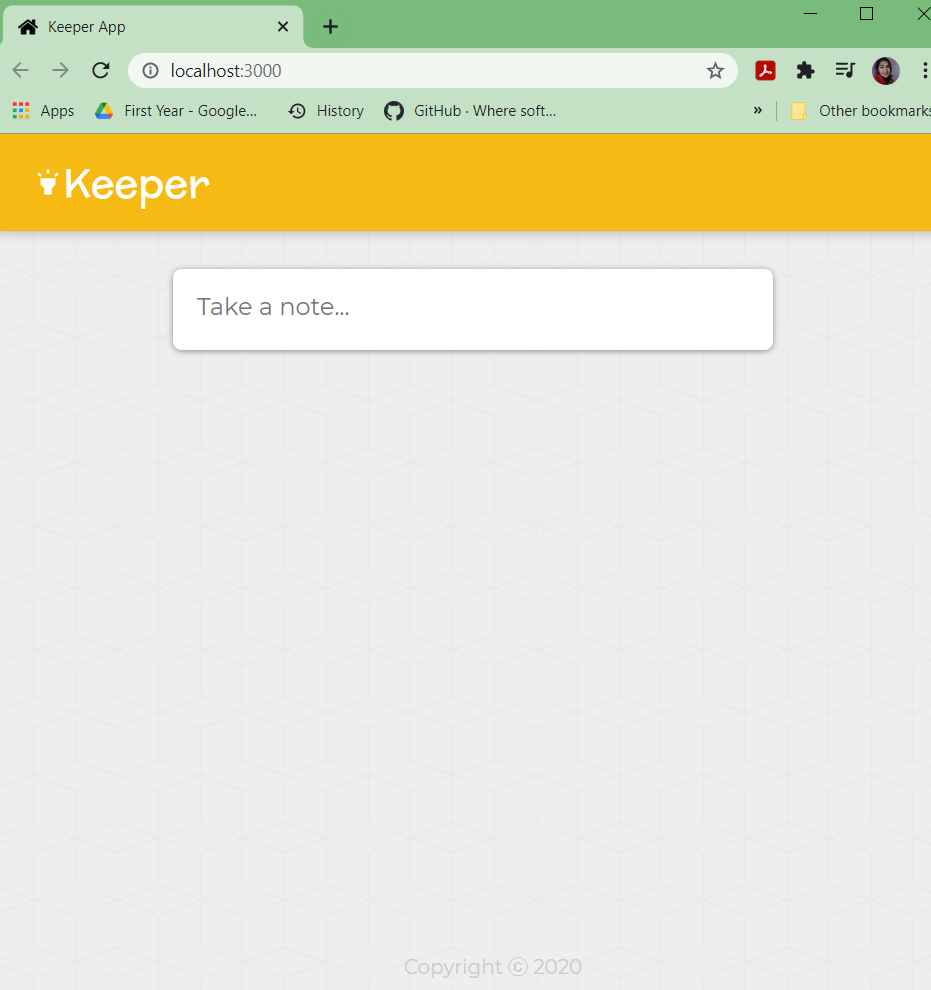 Keeper App
localhost:3000
Apps
First Year - Google...
History
GitHub · Where soft...
»
Other bookmarks
Keeper
Take a note...
Copyright ⓒ 2020